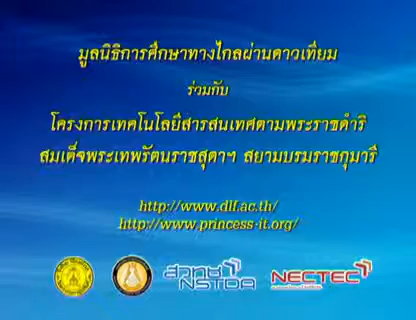 มูลนิธิการศึกษาทางไกลผ่านดาวเทียม
ร่วมกับ
โครงการเทคโนโลยีสารสนเทศตามพระราชดำริ
สมเด็จพระเทพรัตนราชสุดาฯ สยามบรมราชกุมารี
http://www.dlf.ac.th/
http://www.princess-it.org/
สวทช
NSTDA
NECTEC